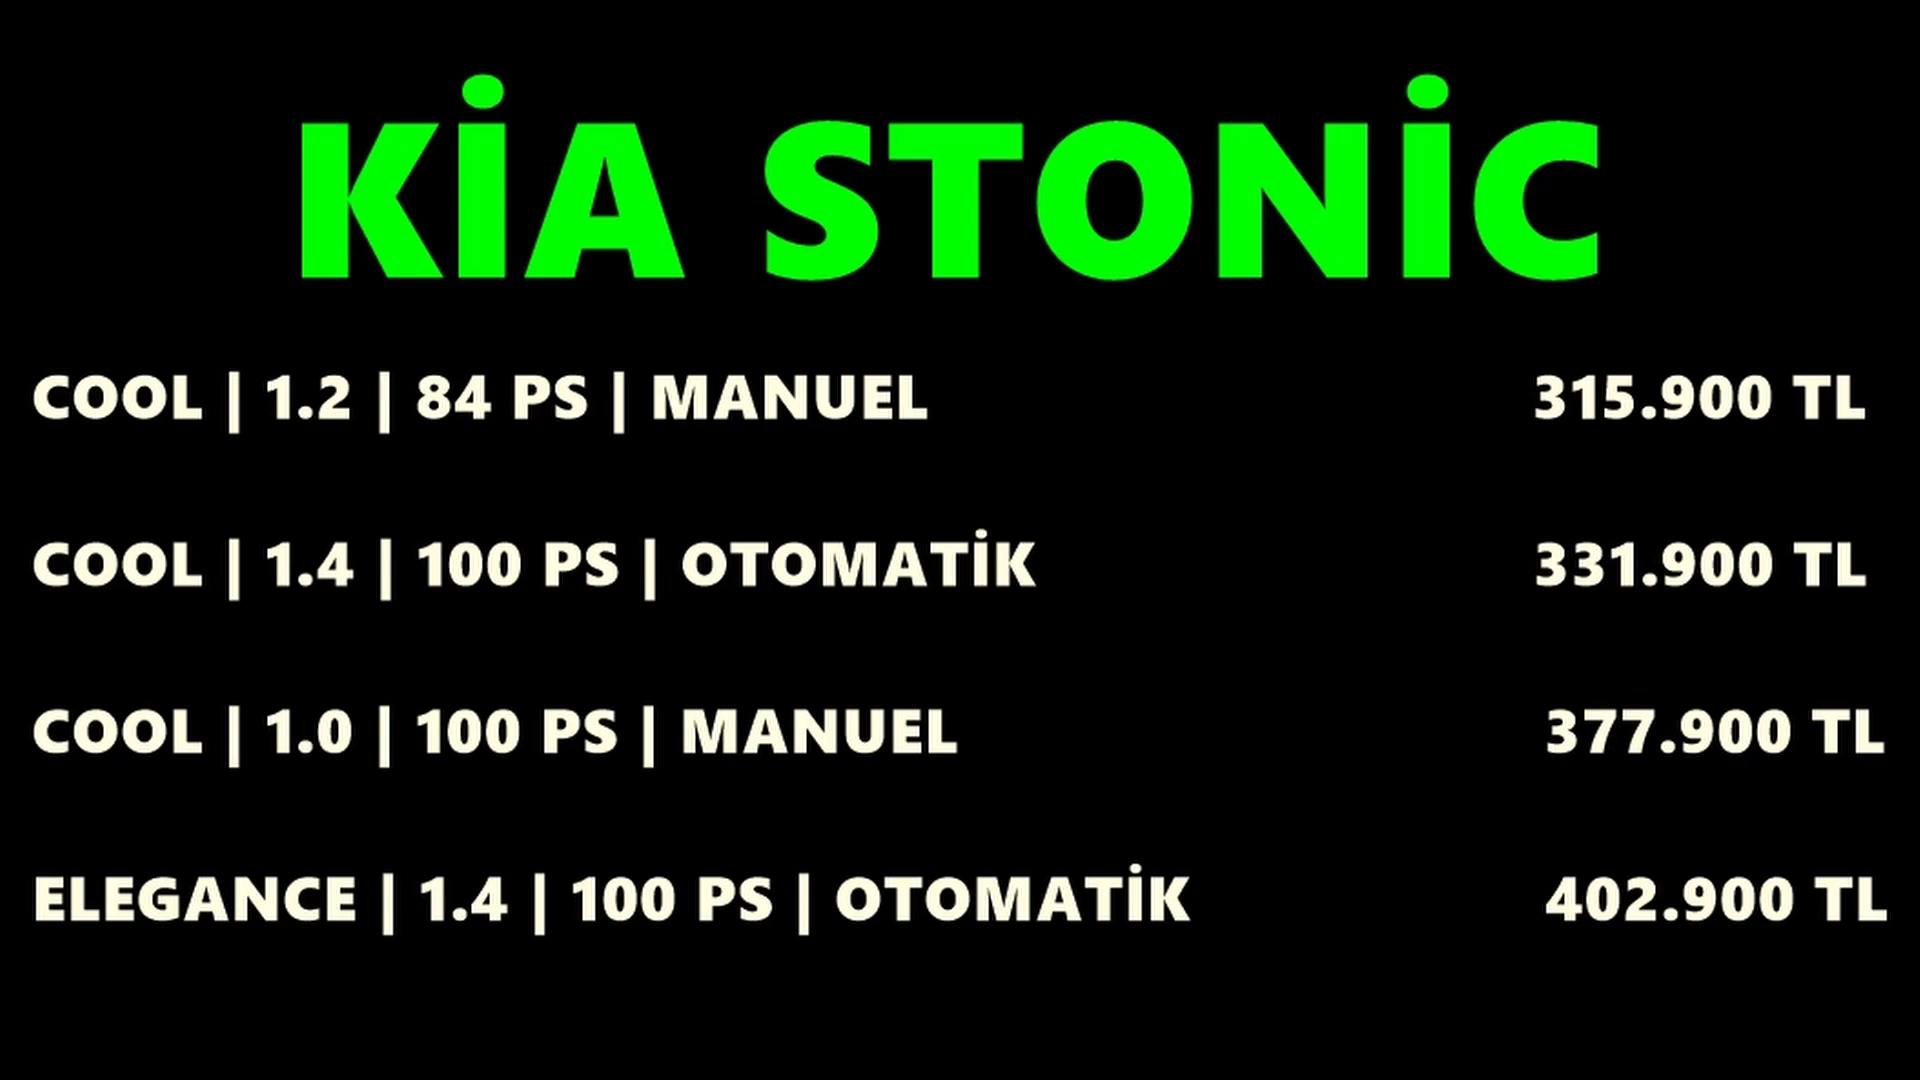 KİA STONİC
COOL | 1.2 | 84 PS | MANUEL 315.900 TL
COOL | 1.4 | 100 PS | OTOMATİK 331.900 TL
COOL | 1.0 | 100 PS | MANUEL 377.900 TL
ELEGANCE | 1.4 | 100 PS | OTOMATİK 402.900 TL